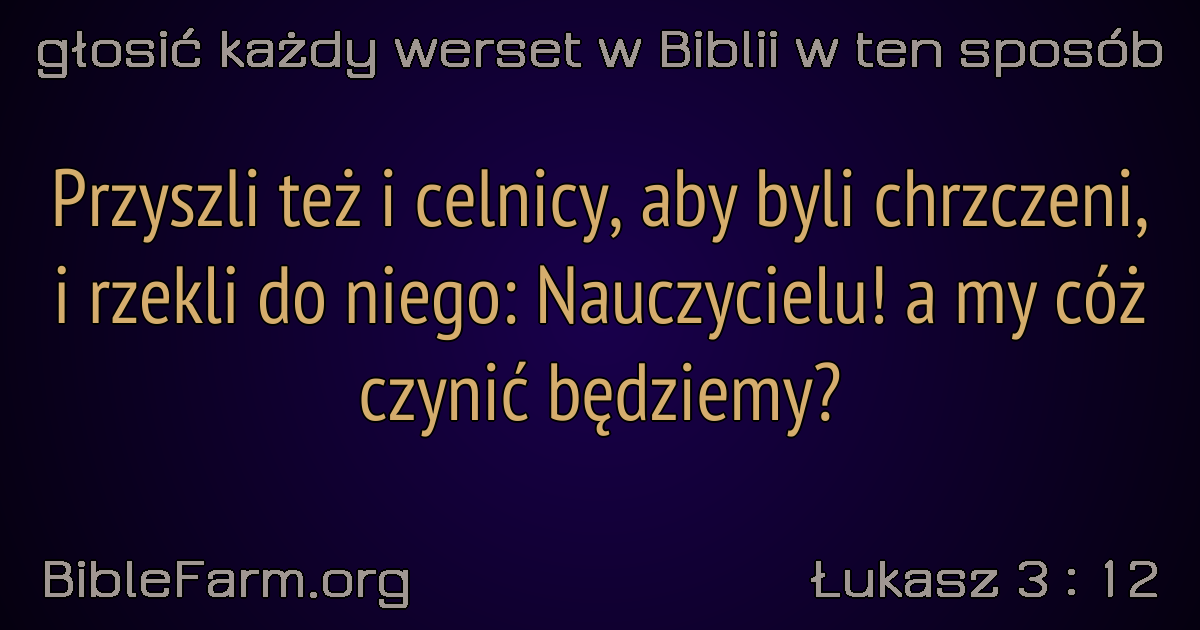 głosić każdy werset w Biblii w ten sposób
Przyszli też i celnicy, aby byli chrzczeni,
i rzekli do niego: Nauczycielu! a my cóż
czynić będziemy?
BibleFarm.org
Łukasz 3 : 12